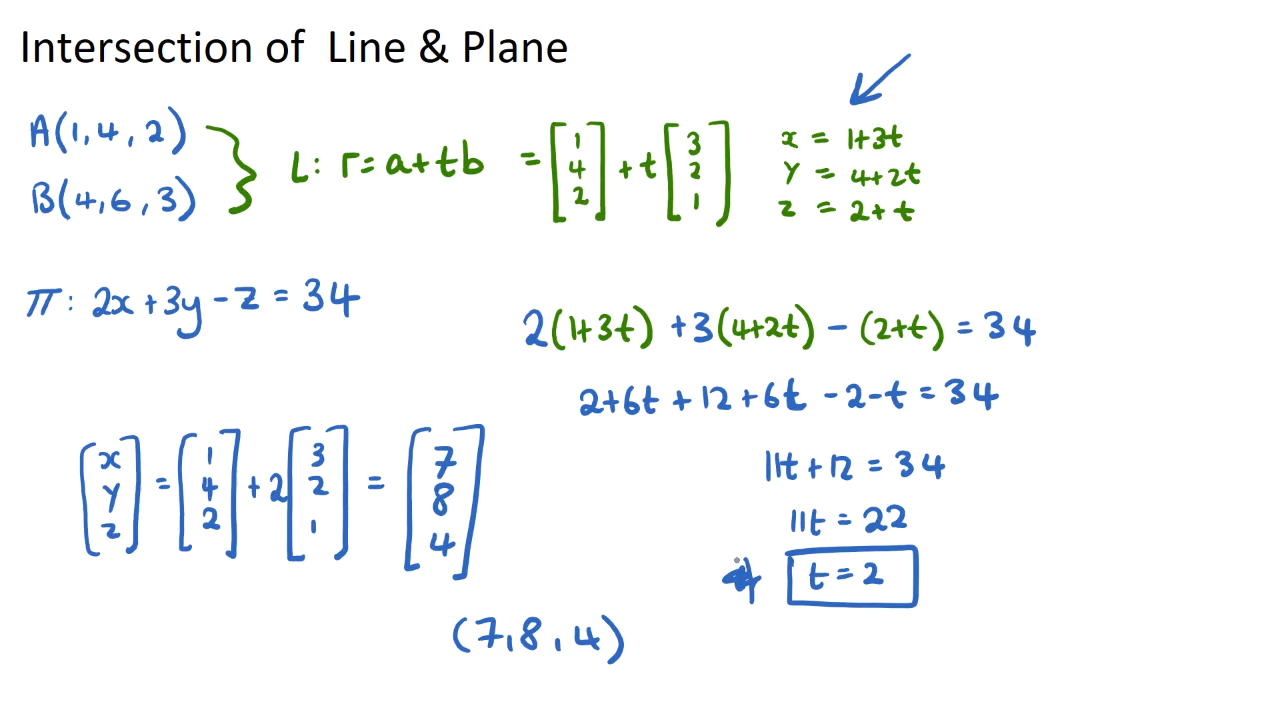 Intersection of Line & Plane
A(1,4,2)
B(4,6,3)
L: r=a+tb = [1 4 2] + t [3 2 1]
x = 1+3t
y = 4+2t
z = 2+t
π: 2x+3y-z=34
2(1+3t) +3(4+2t) - (2+t) = 34
2+6t+12+6t-2-t=34
11t+12=34
11t=22
t=2
[x y z] = [1 4 2] + 2 [3 2 1] = [7 8 4]
(7,8,4)